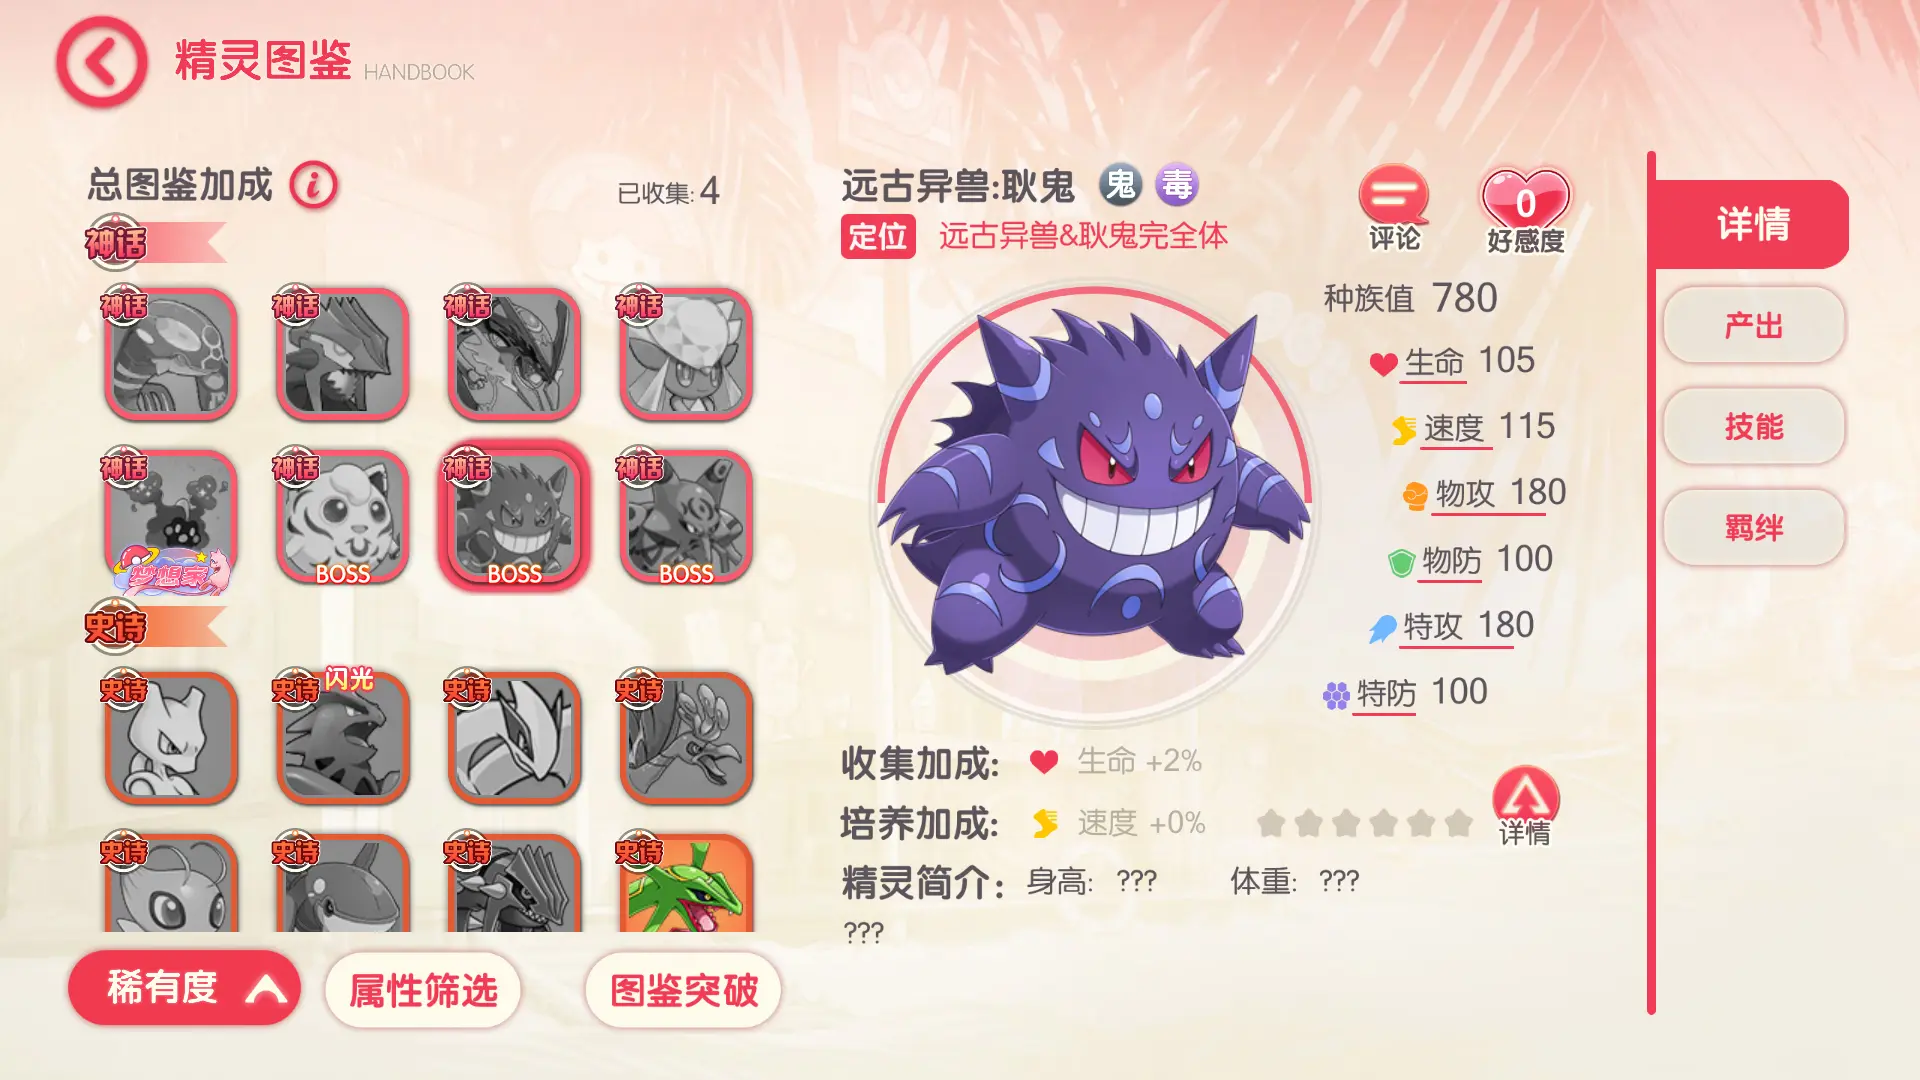 精灵图鉴 HANDBOOK
总图鉴加成 i 已收集:4
神话
神话 神话 神话 神话
神话 神话 神话 神话
梦想家 BOSS BOSS BOSS
史诗
史诗 史诗 闪光 史诗 史诗
史诗 史诗 史诗 史诗
稀有度 属性筛选 图鉴突破
远古异兽:耿鬼 鬼 毒
定位 远古异兽&耿鬼完全体
评论 0 好感度
种族值 780
生命 105
速度 115
物攻 180
物防 100
特攻 180
特防 100
收集加成: 生命 +2%
培养加成: 速度 +0% 详情
精灵简介: 身高: ??? 体重: ???
???
详情
产出
技能
羁绊